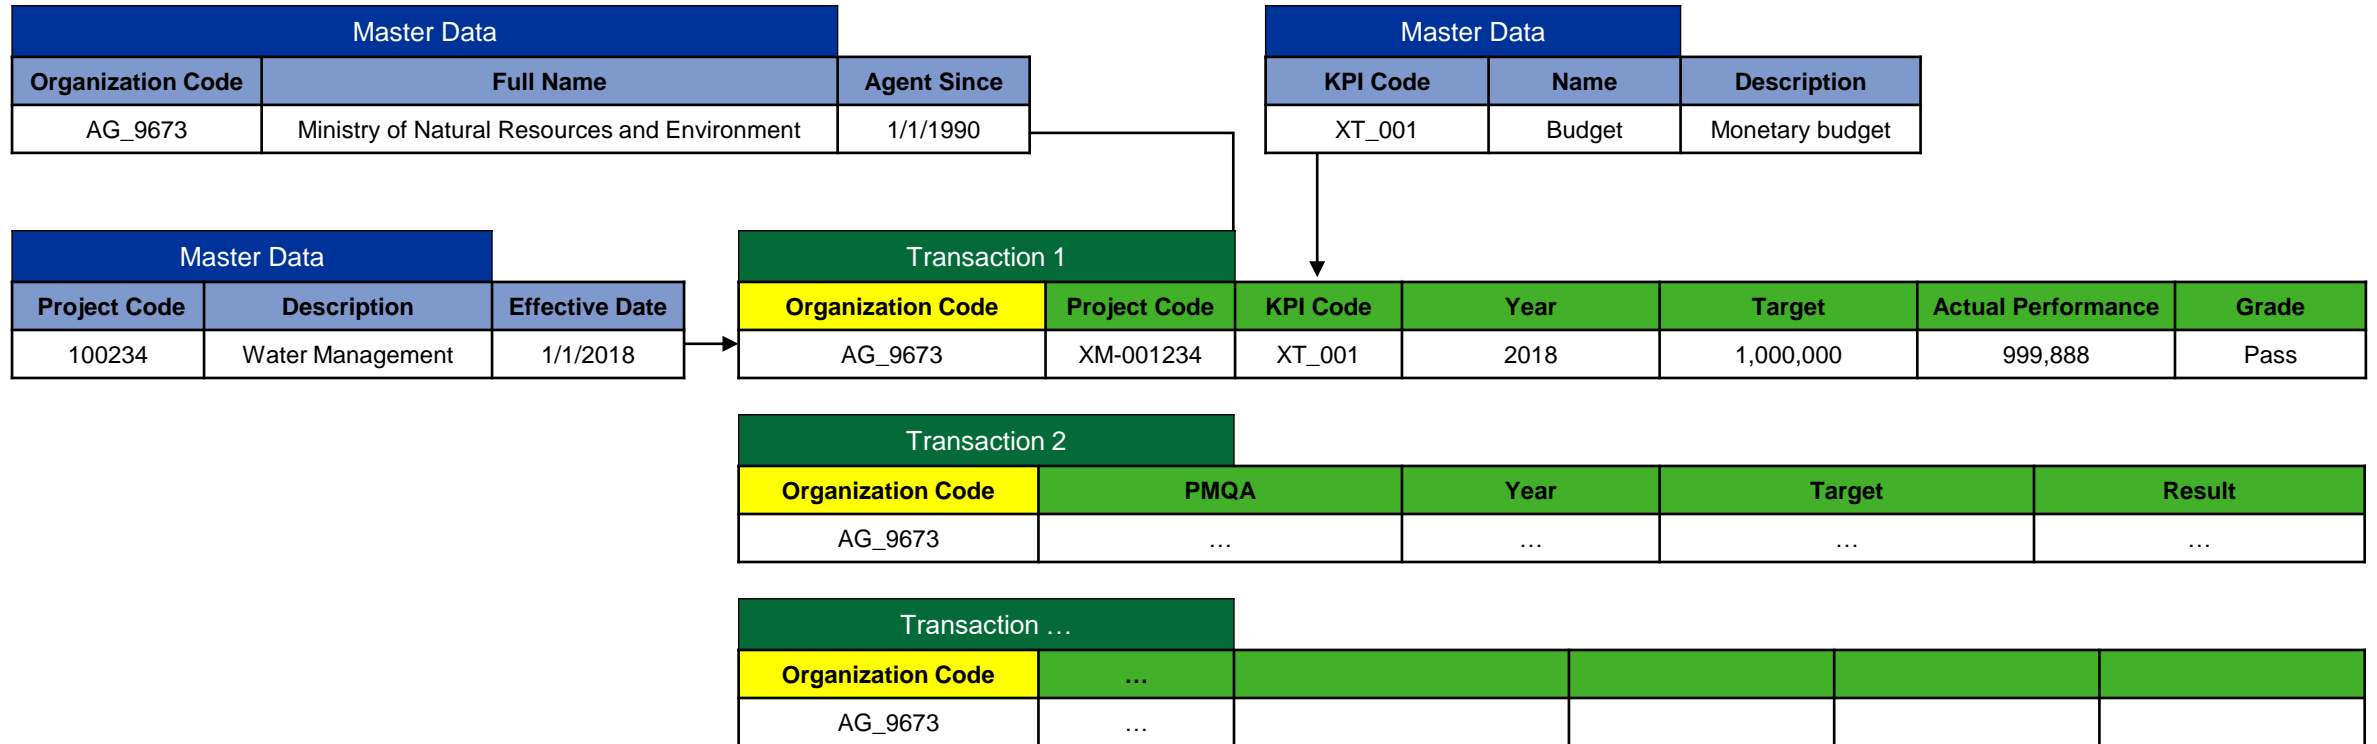 Master Data
Organization Code Full Name Agent Since
AG_9673 Ministry of Natural Resources and Environment 1/1/1990
Master Data
KPI Code Name Description
XT_001 Budget Monetary budget
Master Data
Project Code Description Effective Date
100234 Water Management 1/1/2018
Transaction 1
Organization Code Project Code KPI Code Year Target Actual Performance Grade
AG_9673 XM-001234 XT_001 2018 1,000,000 999,888 Pass
Transaction 2
Organization Code PMQA Year Target Result
AG_9673 … … … …
Transaction …
Organization Code …
AG_9673 …